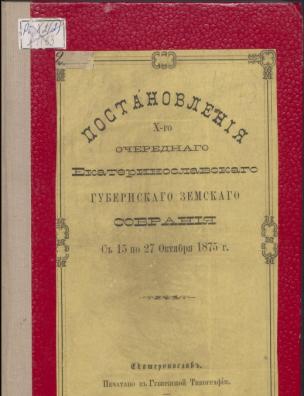 ПОСТАНОВЛЕНІЯ
Х-го
ОЧЕРЕДНАГО
Екатеринославскаго
ГУБЕРНСКАГО ЗЕМСКАГО
СОБРАНІЯ
Съ 15 по 27 Октября 1875 г.
Екатеринославъ.
Печатано въ Губернской Типографіи.